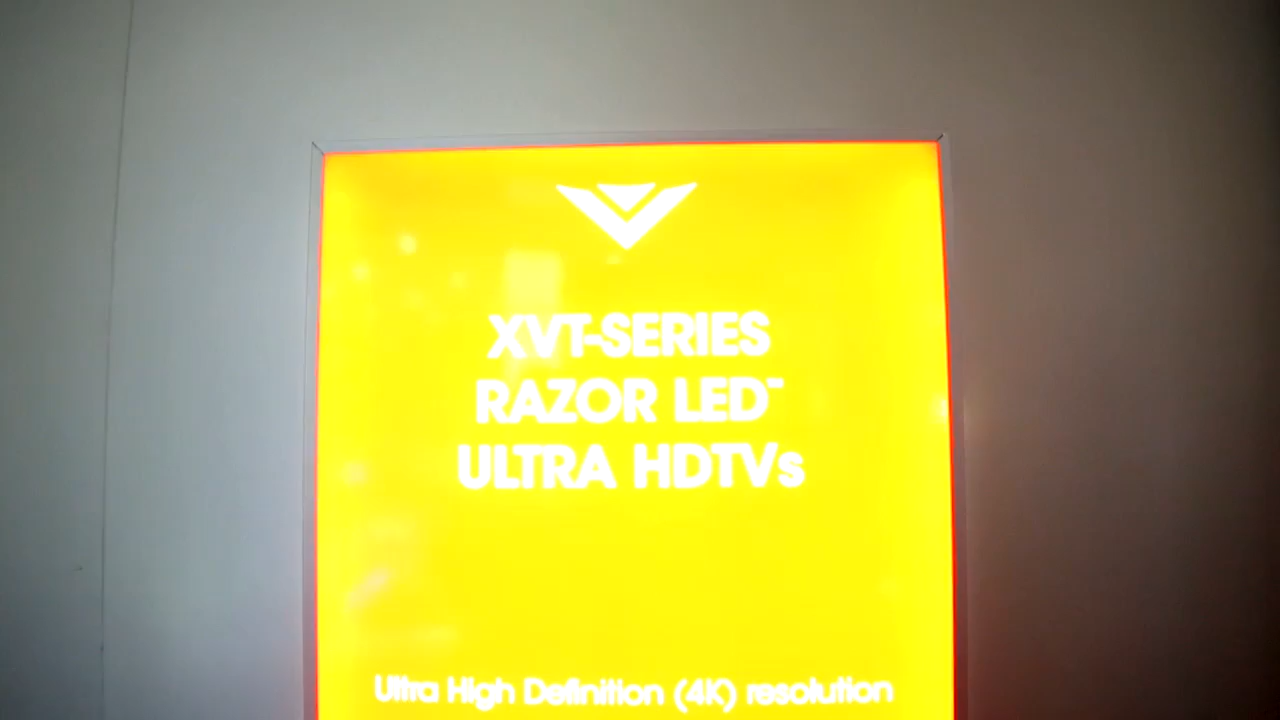 XVT-SERIES
RAZOR LED™
ULTRA HDTVs
Ultra High Definition (4K) resolution